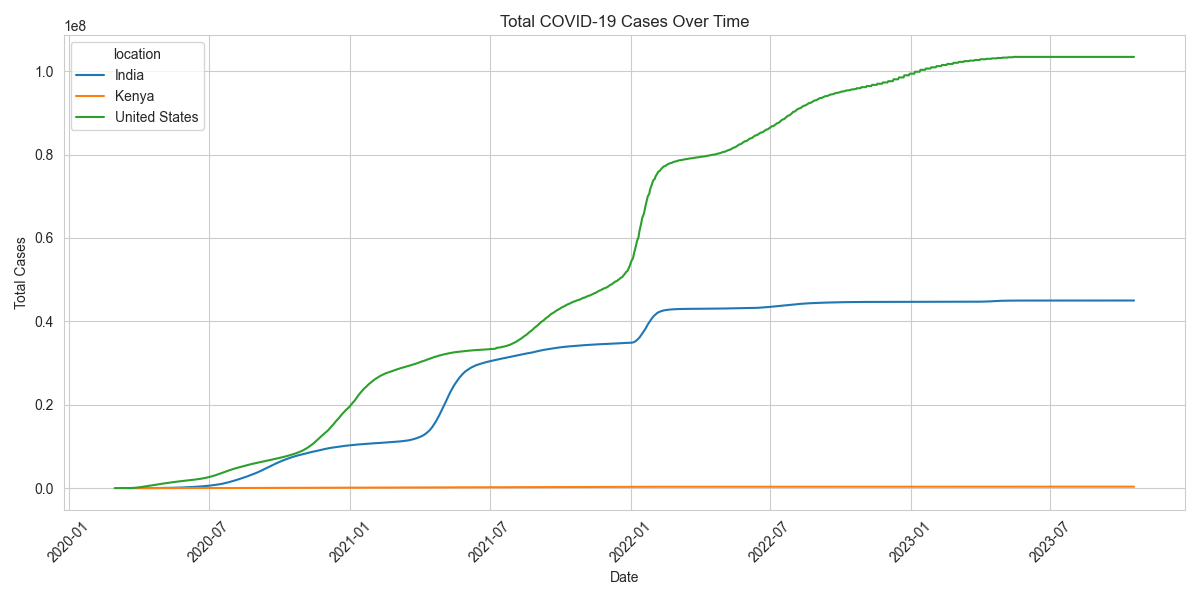 Total COVID-19 Cases Over Time
1e8
location
India
Kenya
United States
1.0
0.8
0.6
0.4
0.2
0.0
Total Cases
2020-01
2020-07
2021-01
2021-07
2022-01
2022-07
2023-01
2023-07
Date